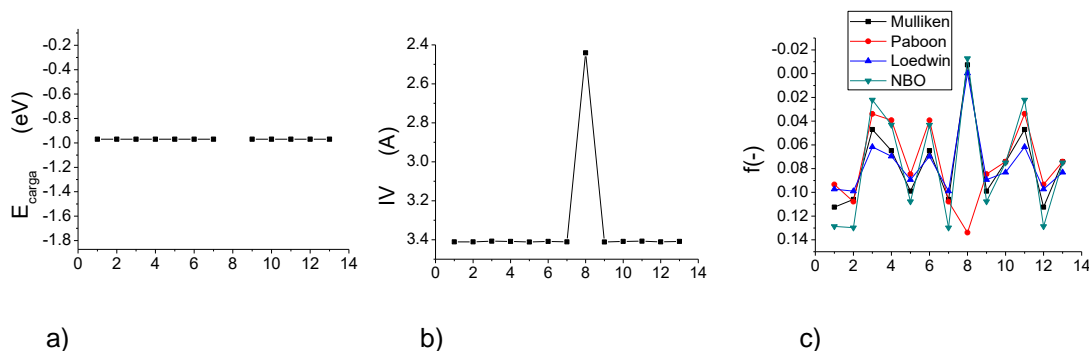 -0.2
-0.4
-0.6
-0.8
-1.0
-1.2
-1.4
-1.6
-1.8
E_carga (eV)
0 2 4 6 8 10 12 14
a)
2.4
2.6
2.8
3.0
3.2
3.4
IV (A)
0 2 4 6 8 10 12 14
b)
Mulliken
Paboon
Loedwin
NBO
-0.02
0.00
0.02
0.04
0.06
0.08
0.10
0.12
0.14
f(-)
0 2 4 6 8 10 12 14
c)